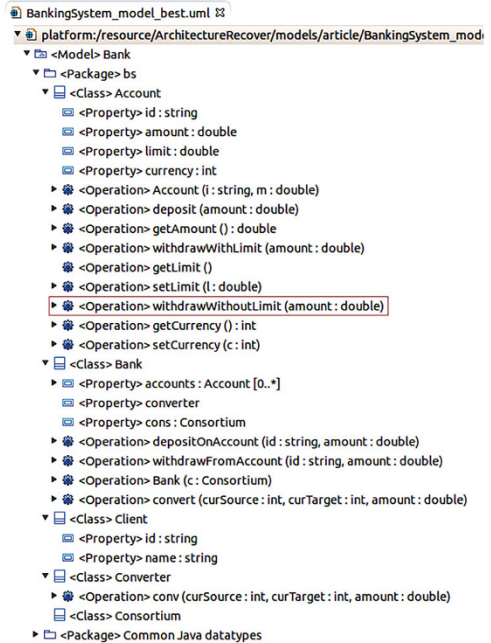 BankingSystem_model_best.uml
platform:/resource/ArchitectureRecover/models/article/BankingSystem_mode
<Model> Bank
<Package> bs
<Class> Account
<Property> id : string
<Property> amount : double
<Property> limit : double
<Property> currency : int
<Operation> Account (i : string, m : double)
<Operation> deposit (amount : double)
<Operation> getAmount () : double
<Operation> withdrawWithLimit (amount : double)
<Operation> getLimit ()
<Operation> setLimit (l : double)
<Operation> withdrawWithoutLimit (amount : double)
<Operation> getCurrency () : int
<Operation> setCurrency (c : int)
<Class> Bank
<Property> accounts : Account [0..*]
<Property> converter
<Property> cons : Consortium
<Operation> depositOnAccount (id : string, amount : double)
<Operation> withdrawFromAccount (id : string, amount : double)
<Operation> Bank (c : Consortium)
<Operation> convert (curSource : int, curTarget : int, amount : double)
<Class> Client
<Property> id : string
<Property> name : string
<Class> Converter
<Operation> conv (curSource : int, curTarget : int, amount : double)
<Class> Consortium
<Package> Common Java datatypes